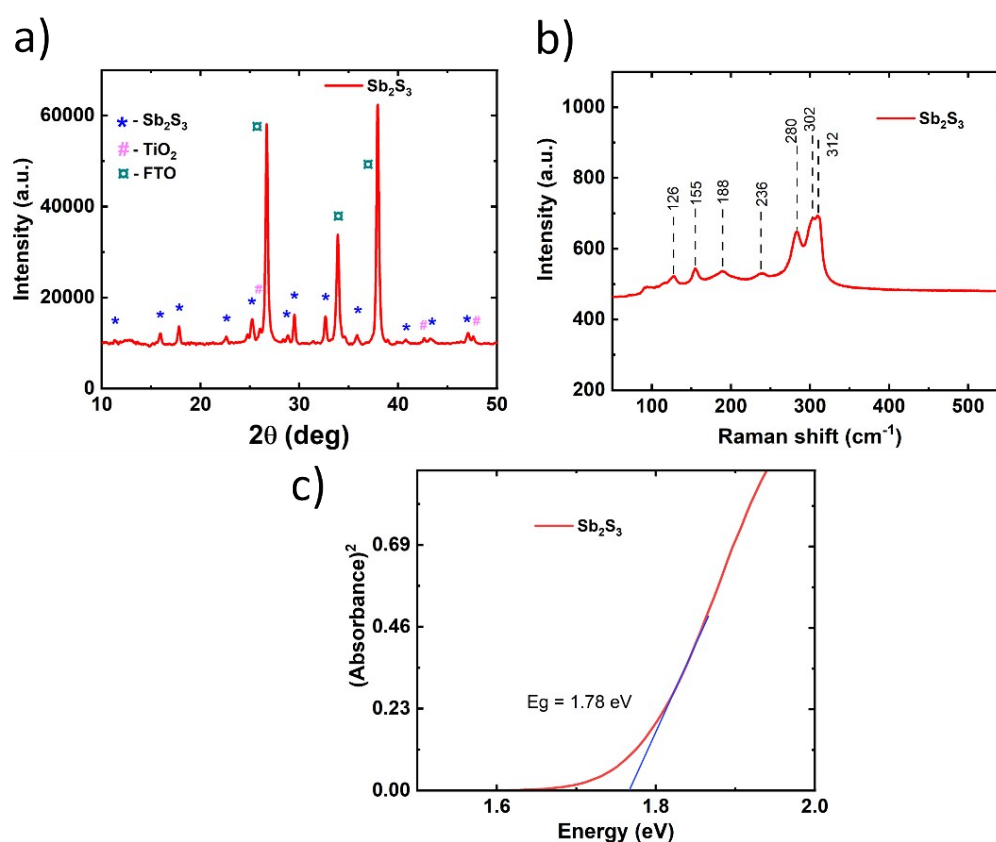 a)
Sb₂S₃
* - Sb₂S₃
# - TiO₂
¤ - FTO
Intensity (a.u.)
60000
40000
20000
0
10 20 30 40 50
2θ (deg)
b)
Sb₂S₃
126 155 188 236 280 302 312
Intensity (a.u.)
1000
800
600
400
200
100 200 300 400 500
Raman shift (cm⁻¹)
c)
Sb₂S₃
(Absorbance)²
0.69
0.46
0.23
0.00
Eg = 1.78 eV
1.6 1.8 2.0
Energy (eV)